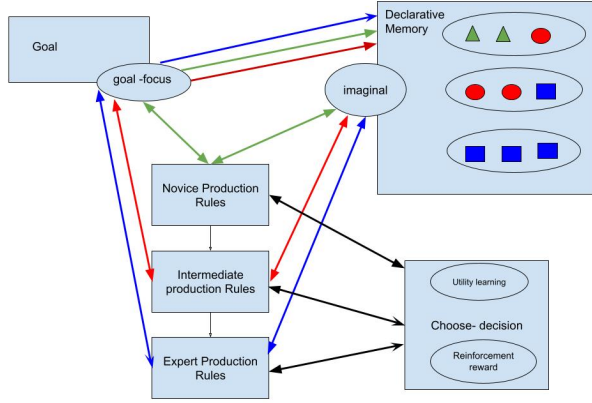 Goal
goal -focus
Declarative
Memory
imaginal
Novice Production
Rules
Intermediate
production Rules
Expert Production
Rules
Utility learning
Choose- decision
Reinforcement
reward